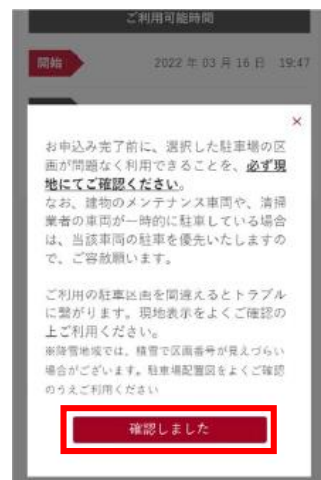 ご利用可能時間
開始 2022 年 03 月 16 日 19:47
×
お申込み完了前に、選択した駐車場の区
画が問題なく利用できることを、必ず現
地にてご確認ください。
なお、建物のメンテナンス車両や、清掃
業者の車両が一時的に駐車している場合
は、当該車両の駐車を優先いたしますの
で、ご容赦願います。
ご利用の駐車区画を間違えるとトラブル
に繋がります。現地表示をよくご確認の
上ご利用ください。
※降雪地域では、積雪で区画番号が見えづらい
場合がございます。駐車場配置図をよくご確認
のうえご利用ください
確認しました